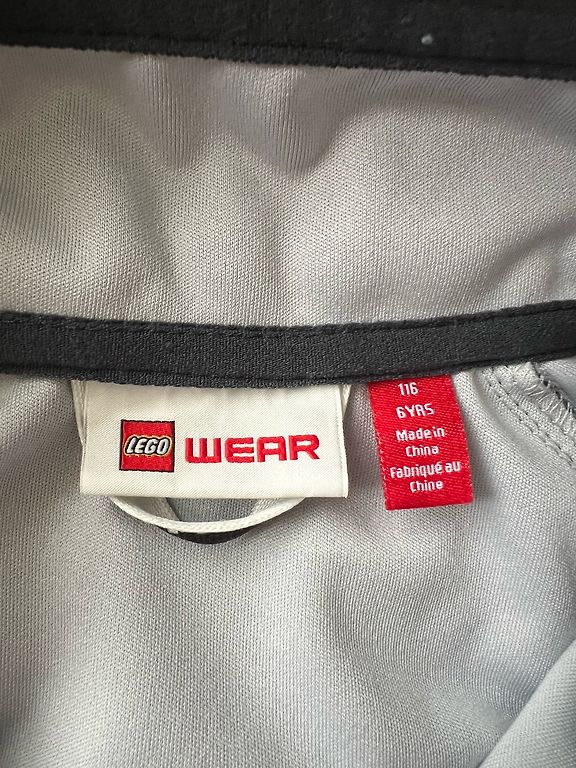 LEGO WEAR
116
6YRS
Made in
China
Fabriqué au
Chine